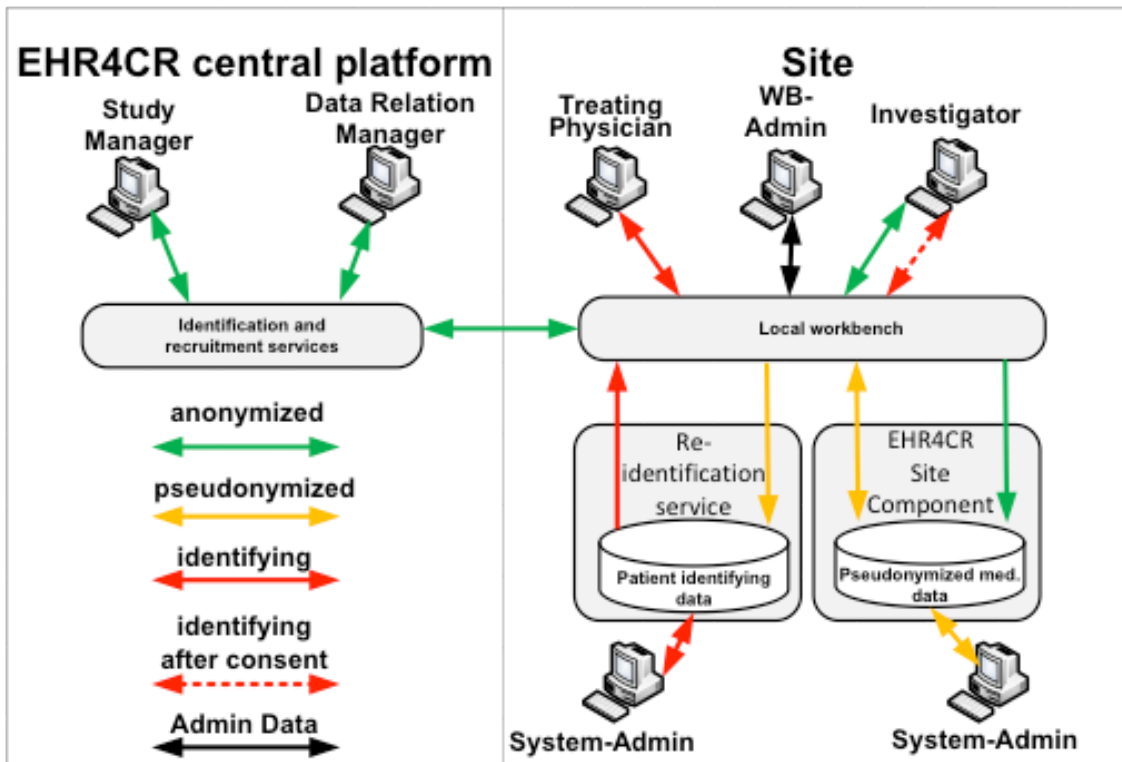 EHR4CR central platform
Study
Manager
Data Relation
Manager
Identification and
recruitment services
anonymized
pseudonymized
identifying
identifying
after consent
Admin Data
Site
Treating
Physician
WB-
Admin
Investigator
Local workbench
Re-
identification
service
Patient identifying
data
EHR4CR
Site
Component
Pseudonymized med.
data
System-Admin
System-Admin